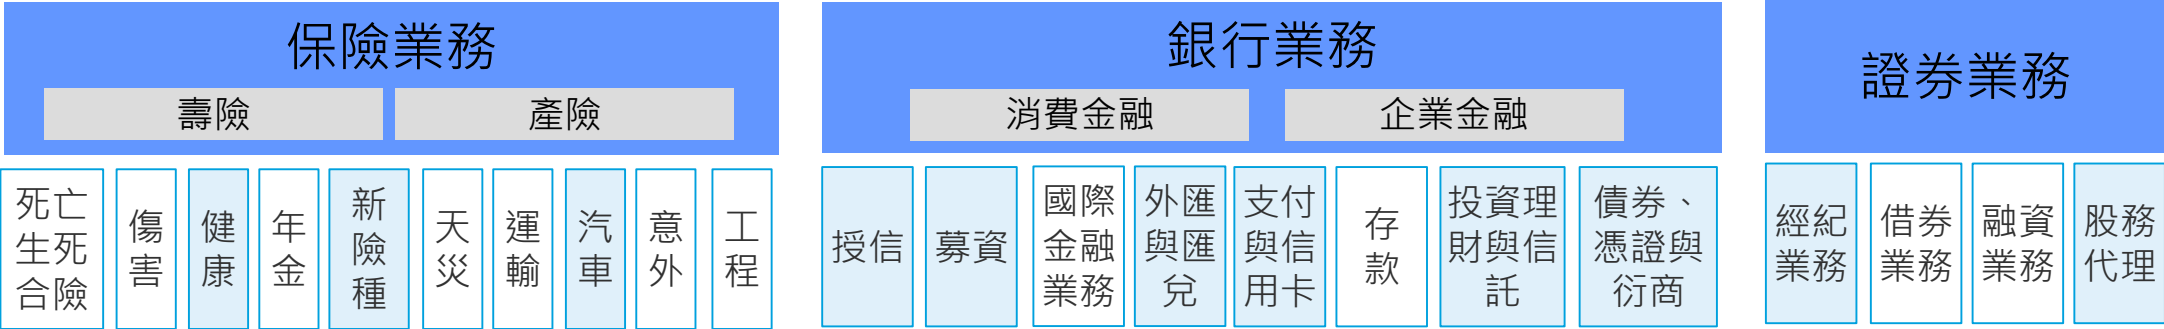 保險業務
壽險
產險
死亡
生死
合險
傷
害
健
康
年
金
新
險
種
天
災
運
輸
汽
車
意
外
工
程
銀行業務
消費金融
企業金融
授信
募資
國際
金融
業務
外匯
與匯
兌
支付
與信
用卡
存
款
投資理
財與信
託
債券、
憑證與
衍商
證券業務
經紀
業務
借券
業務
融資
業務
股務
代理